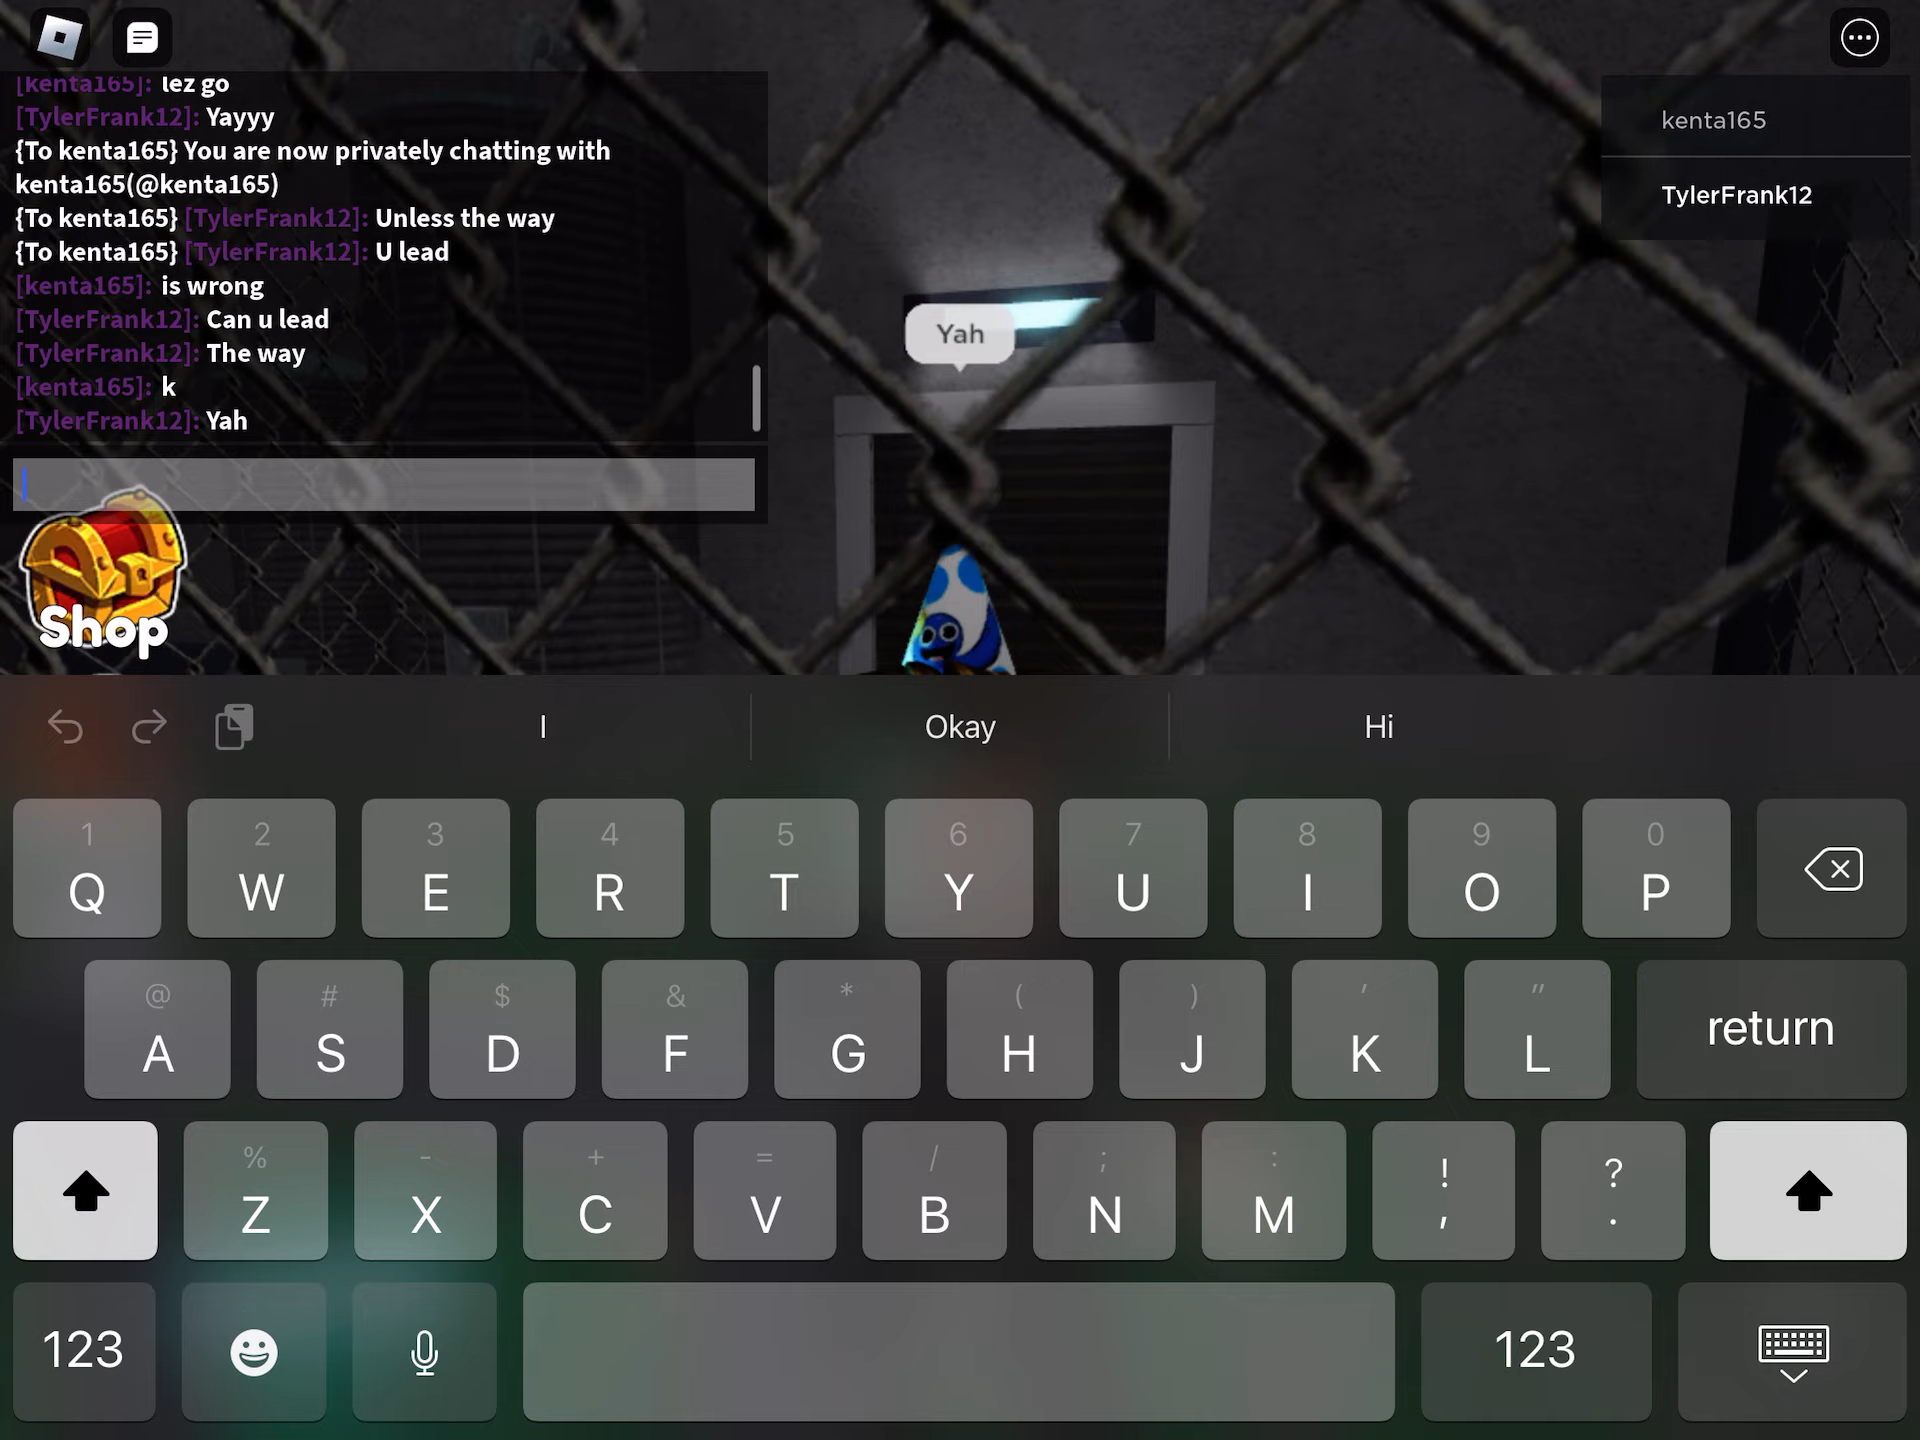 [kenta165]: lez go
[TylerFrank12]: Yayyy
{To kenta165} You are now privately chatting with
kenta165(@kenta165)
{To kenta165} [TylerFrank12]: Unless the way
{To kenta165} [TylerFrank12]: U lead
[kenta165]: is wrong
[TylerFrank12]: Can u lead
[TylerFrank12]: The way
[kenta165]: k
[TylerFrank12]: Yah
kenta165
TylerFrank12
Yah
Shop
I Okay Hi
1 2 3 4 5 6 7 8 9 0
Q W E R T Y U I O P
@ # $ & * ( ) ' "
A S D F G H J K L return
% - + = / ; : ! ?
Z X C V B N M , .
123 123